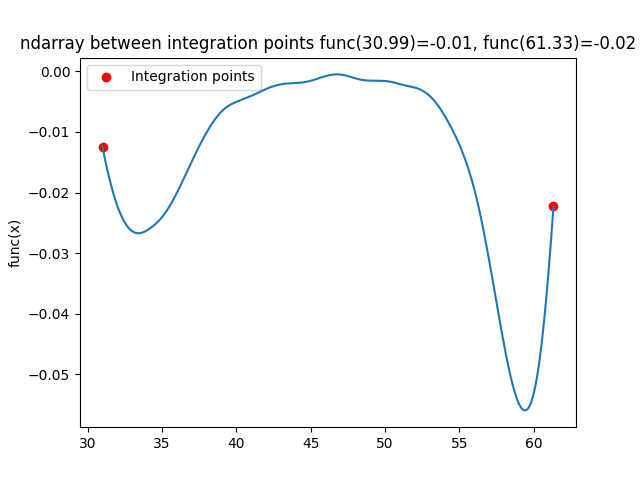 ndarray between integration points func(30.99)=-0.01, func(61.33)=-0.02
Integration points
func(x)
0.00
−0.01
−0.02
−0.03
−0.04
−0.05
30 35 40 45 50 55 60